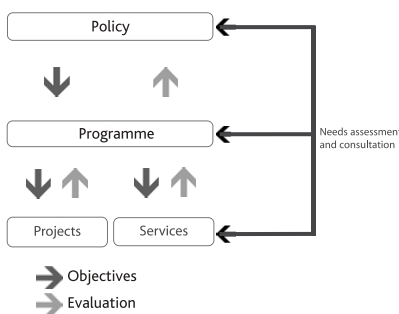 Policy
Programme
Needs assessment
and consultation
Projects
Services
Objectives
Evaluation